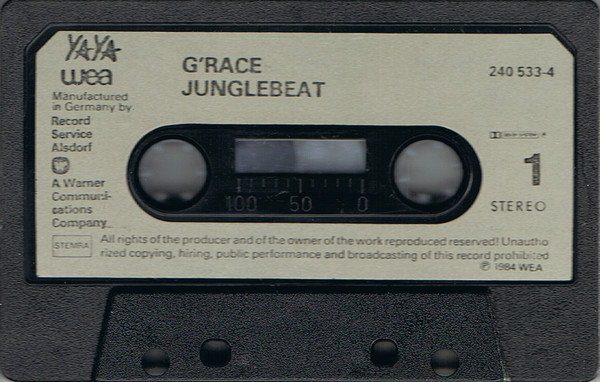 YAYA
wea
G'RACE
JUNGLEBEAT
240 533-4
Manufactured
in Germany by
Record
Service
Alsdorf
A Warner
Communi-
cations
Company
1
STEREO
100 50 0
STEMRA
All rights of the producer and of the owner of the work reproduced reserved! Unautho
rized copying, hiring, public performance and broadcasting of this record prohibited
℗ 1984 WEA